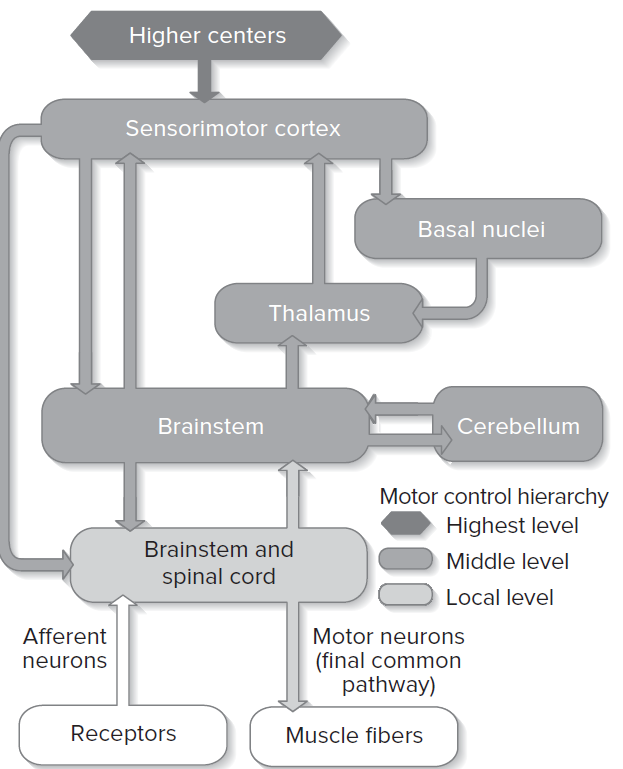 Higher centers
Sensorimotor cortex
Basal nuclei
Thalamus
Brainstem
Cerebellum
Motor control hierarchy
Highest level
Middle level
Local level
Brainstem and
spinal cord
Afferent
neurons
Motor neurons
(final common
pathway)
Receptors
Muscle fibers